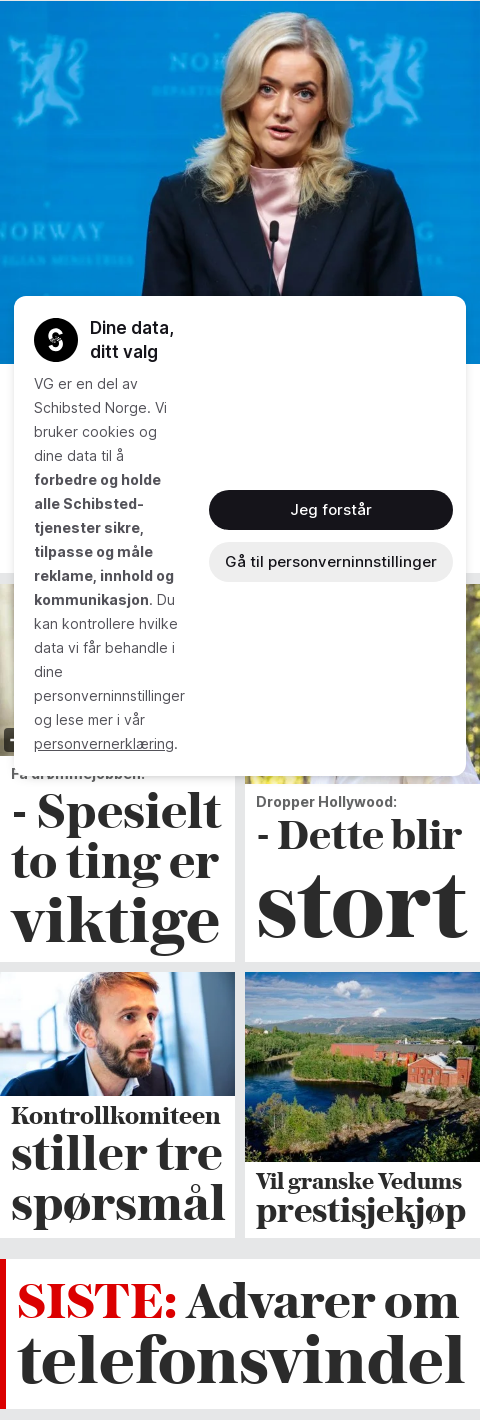 NORWAY
Dine data,
ditt valg
VG er en del av
Schibsted Norge. Vi
bruker cookies og
dine data til å
forbedre og holde
alle Schibsted-
tjenester sikre,
tilpasse og måle
reklame, innhold og
kommunikasjon. Du
kan kontrollere hvilke
data vi får behandle i
dine
personverninnstillinger
og lese mer i vår
personvernerklæring.
Jeg forstår
Gå til personverninnstillinger
Få drømmejobben:
- Spesielt
to ting er
viktige
Dropper Hollywood:
- Dette blir
stort
Kontrollkomiteen
stiller tre
spørsmål
Vil granske Vedums
prestisjekjøp
SISTE: Advarer om
telefonsvindel